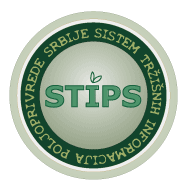 SISTEM TRŽIŠNIH INFORMACIJA POLJOPRIVREDE SRBIJE
STIPS